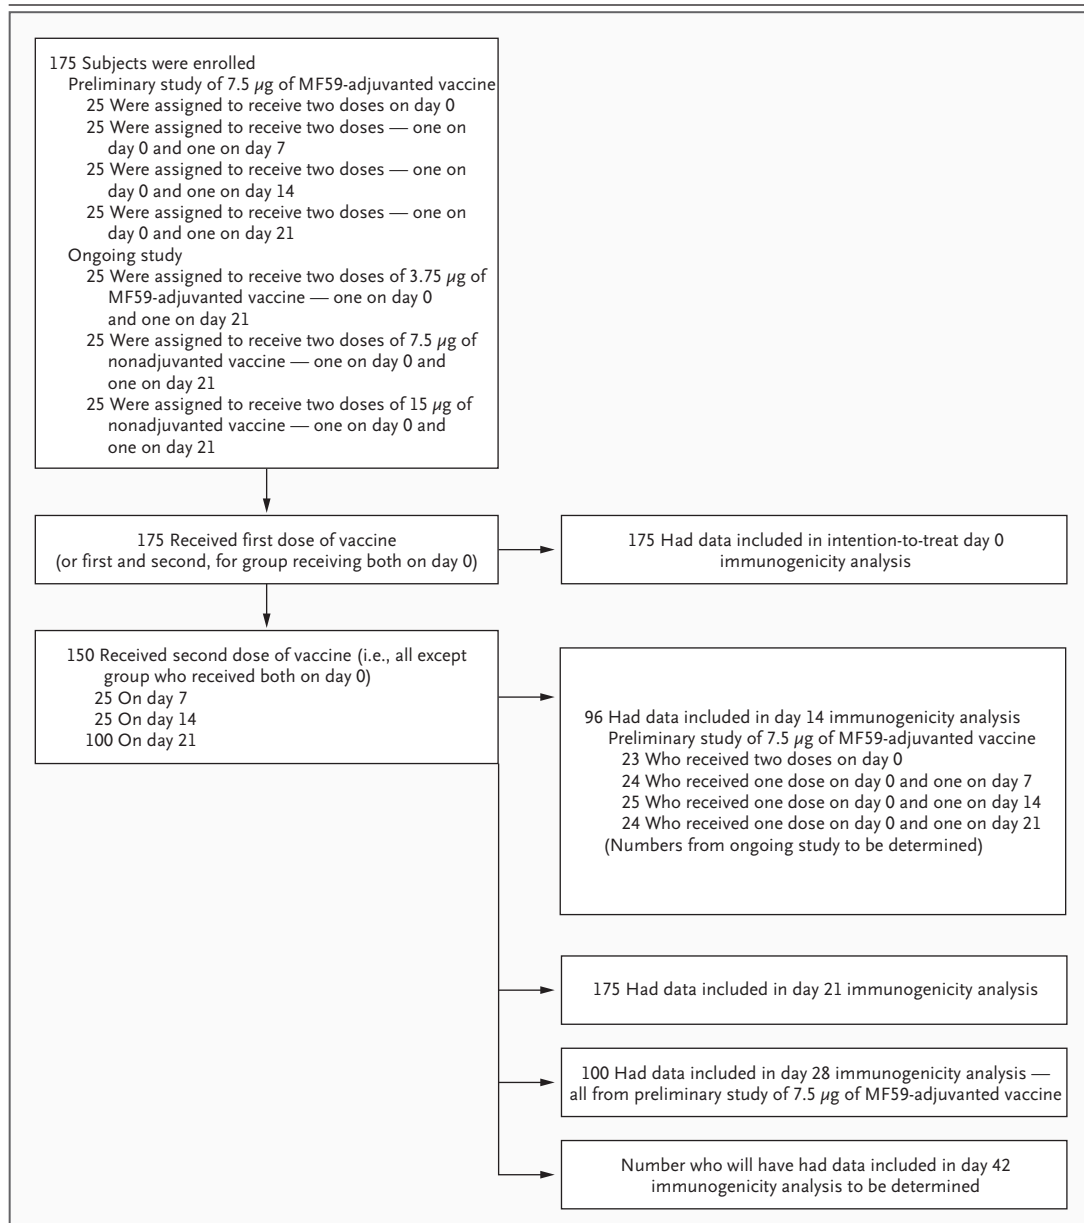 175 Subjects were enrolled
Preliminary study of 7.5 µg of MF59-adjuvanted vaccine
25 Were assigned to receive two doses on day 0
25 Were assigned to receive two doses — one on
day 0 and one on day 7
25 Were assigned to receive two doses — one on
day 0 and one on day 14
25 Were assigned to receive two doses — one on
day 0 and one on day 21
Ongoing study
25 Were assigned to receive two doses of 3.75 µg of
MF59-adjuvanted vaccine — one on day 0
and one on day 21
25 Were assigned to receive two doses of 7.5 µg of
nonadjuvanted vaccine — one on day 0 and
one on day 21
25 Were assigned to receive two doses of 15 µg of
nonadjuvanted vaccine — one on day 0 and
one on day 21
175 Received first dose of vaccine
(or first and second, for group receiving both on day 0)
175 Had data included in intention-to-treat day 0
immunogenicity analysis
150 Received second dose of vaccine (i.e., all except
group who received both on day 0)
25 On day 7
25 On day 14
100 On day 21
96 Had data included in day 14 immunogenicity analysis
Preliminary study of 7.5 µg of MF59-adjuvanted vaccine
23 Who received two doses on day 0
24 Who received one dose on day 0 and one on day 7
25 Who received one dose on day 0 and one on day 14
24 Who received one dose on day 0 and one on day 21
(Numbers from ongoing study to be determined)
175 Had data included in day 21 immunogenicity analysis
100 Had data included in day 28 immunogenicity analysis —
all from preliminary study of 7.5 µg of MF59-adjuvanted vaccine
Number who will have had data included in day 42
immunogenicity analysis to be determined